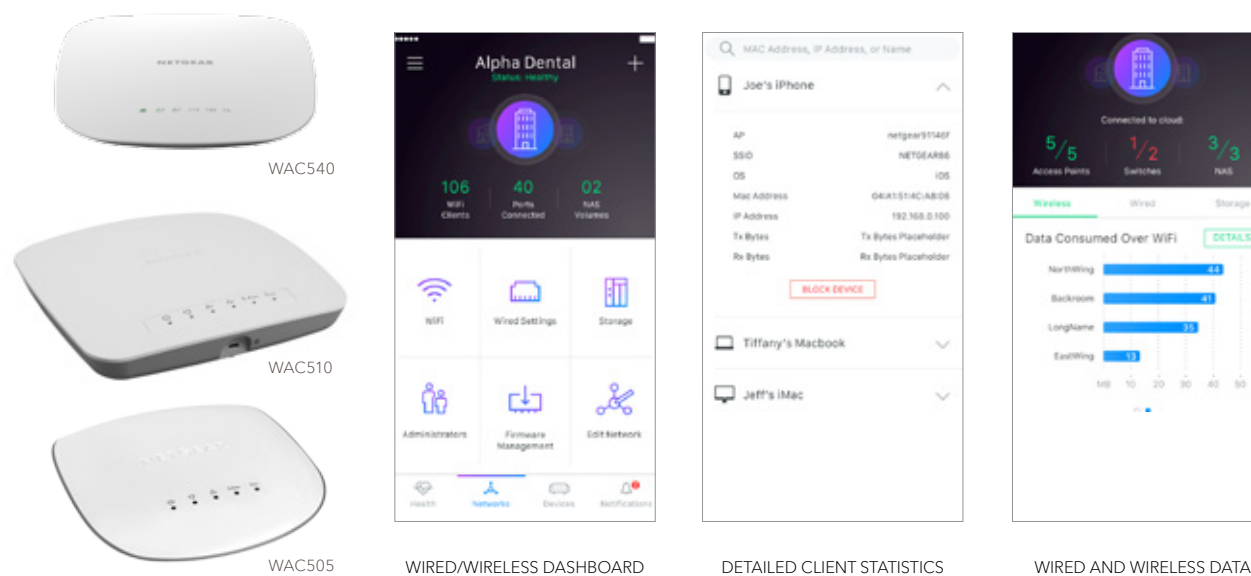 NETGEAR
WAC540
WAC510
WAC505
Alpha Dental
Status: Healthy
106 40 02
WiFi Clients
Ports Connected
NAS Volumes
WiFi
Wired Settings
Storage
Administrators
Firmware Management
Edit Network
Health
Networks
Devices
Notifications
WIRED/WIRELESS DASHBOARD
MAC Address, IP Address, or Name
Joe's iPhone
AP netgear91146f
SSID NETGEAR86
OS iOS
Mac Address
IP Address 192.168.0.100
Tx Bytes Tx Bytes Placeholder
Rx Bytes Rx Bytes Placeholder
BLOCK DEVICE
Tiffany's Macbook
Jeff's iMac
DETAILED CLIENT STATISTICS
Connected to cloud:
5/5 1/2 3/3
Access Points Switches NAS
Wireless Wired Storage
Data Consumed Over WiFi DETAILS
NorthWing 44
Backroom 41
LongName 35
EastWing 13
MB 10 20 30 40 50
WIRED AND WIRELESS DATA